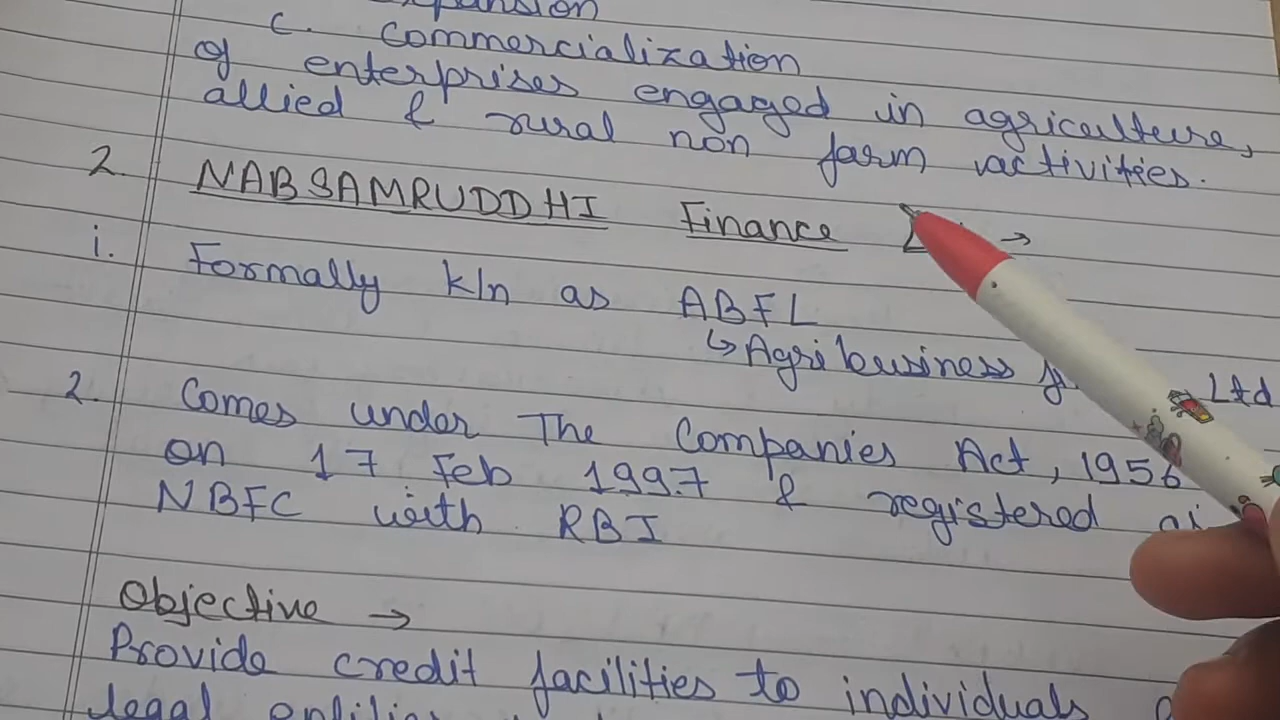 c. commercialization
of enterprises engaged in agriculture,
allied & rural non farm activities.
2. NABSAMRUDDHI Finance →
i. Formally k/n as ABFL
↳ Agri business Ltd
2. Comes under The Companies Act, 1956
on 17 Feb 1997 & registered
NBFC with RBI
Objective →
Provide credit facilities to individuals
legal